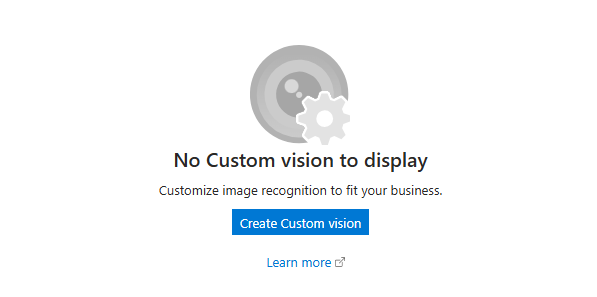 No Custom vision to display
Customize image recognition to fit your business.
Create Custom vision
Learn more